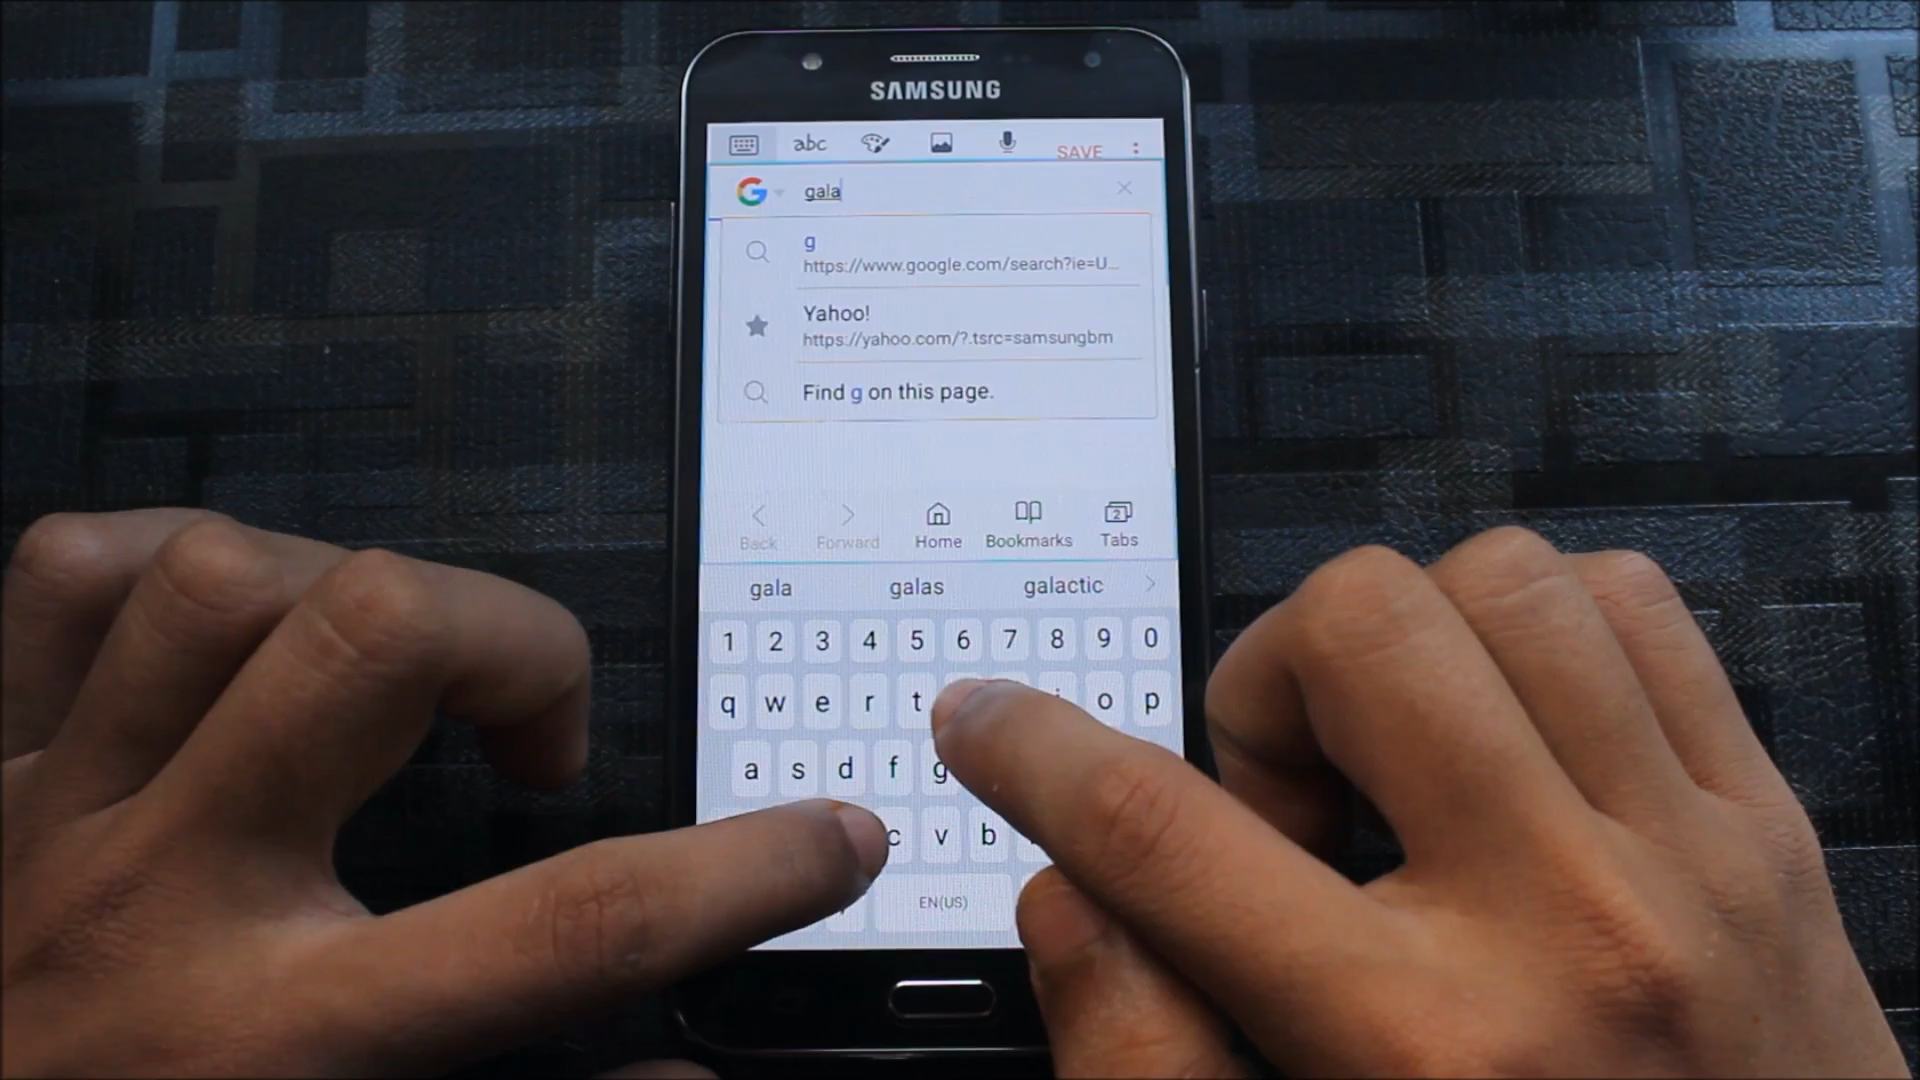 SAMSUNG
abc SAVE
gala
g
https://www.google.com/search?ie=U...
Yahoo!
https://yahoo.com/?.tsrc=samsungbm
Find g on this page.
Back Forward Home Bookmarks 2 Tabs
gala galas galactic
1 2 3 4 5 6 7 8 9 0
q w e r t o p
a s d f g
c v b
EN(US)